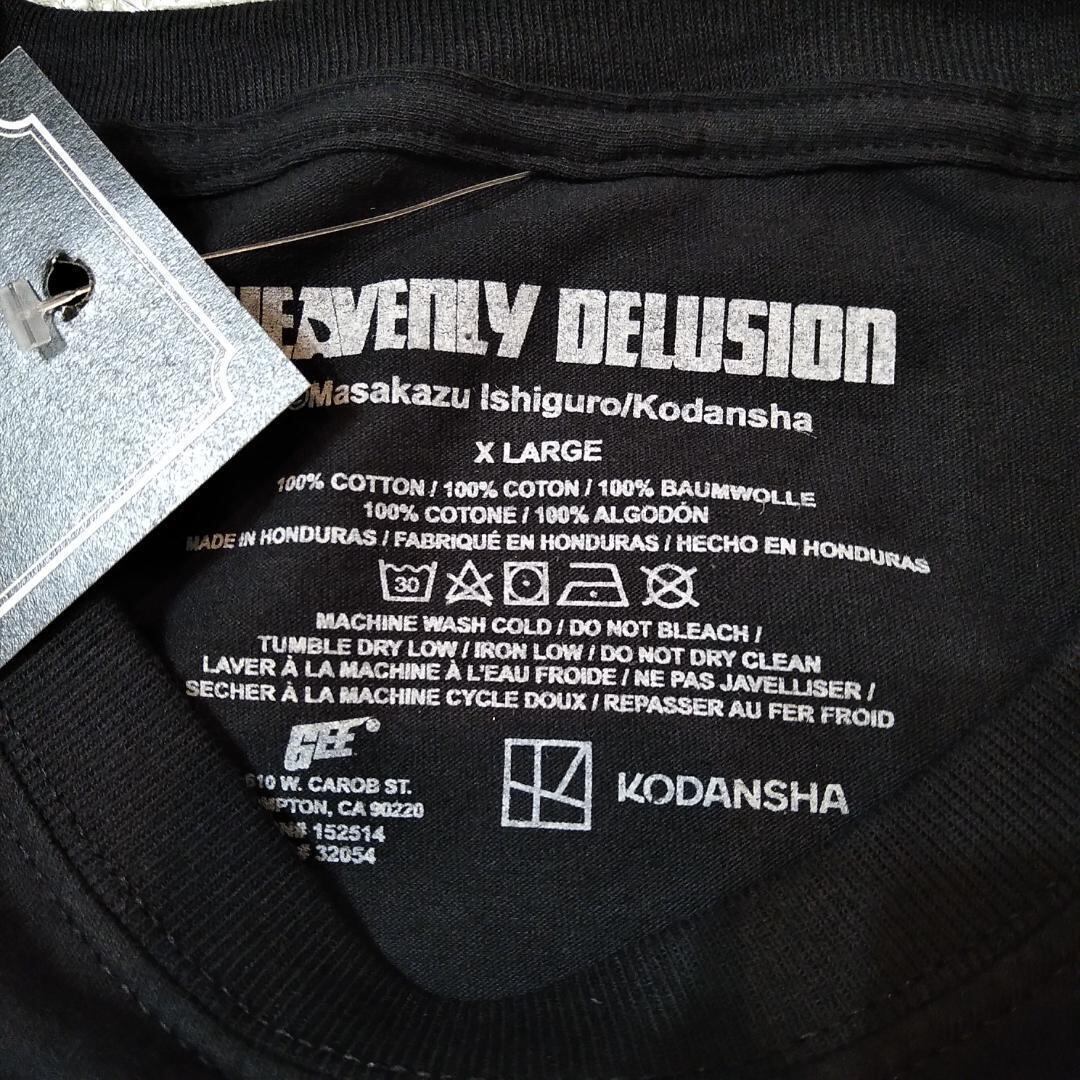 HEAVENLY DELUSION
©Masakazu Ishiguro/Kodansha
X LARGE
100% COTTON / 100% COTON / 100% BAUMWOLLE
100% COTONE / 100% ALGODÓN
MADE IN HONDURAS / FABRIQUÉ EN HONDURAS / HECHO EN HONDURAS
30
MACHINE WASH COLD / DO NOT BLEACH /
TUMBLE DRY LOW / IRON LOW / DO NOT DRY CLEAN
LAVER À LA MACHINE À L'EAU FROIDE / NE PAS JAVELLISER /
SECHER À LA MACHINE CYCLE DOUX / REPASSER AU FER FROID
GEE®
610 W. CAROB ST.
MPTON, CA 90220
N# 152514
# 32054
KODANSHA